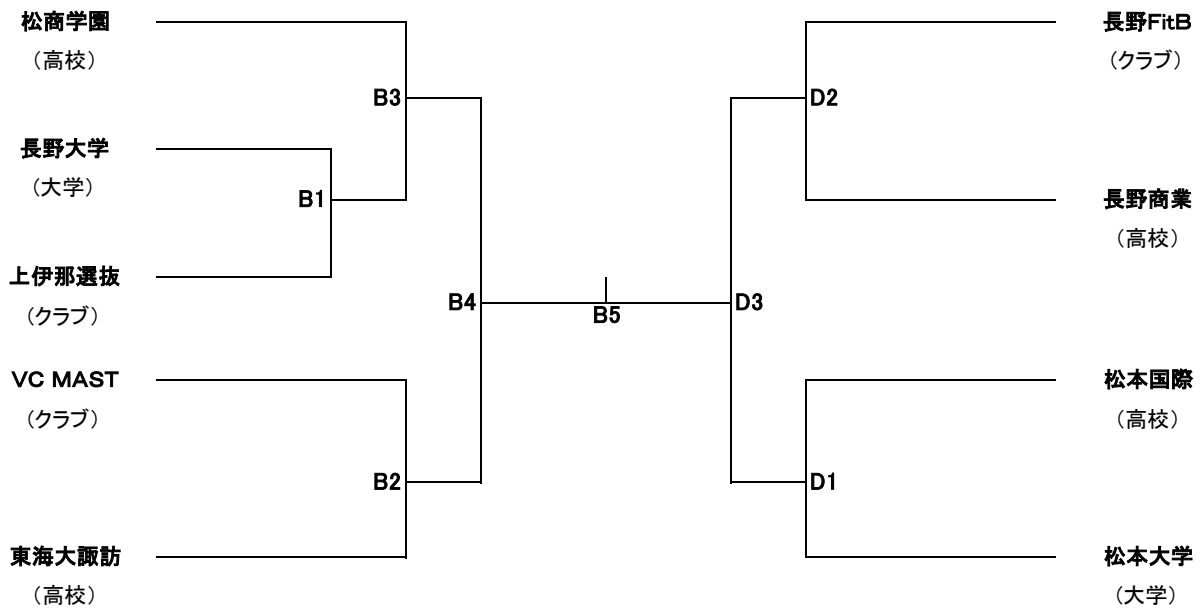 松商学園
（高校）
長野大学
（大学）
上伊那選抜
（クラブ）
VC MAST
（クラブ）
東海大諏訪
（高校）
B3
B1
B4
B2
B5
D2
D3
D1
長野FitB
（クラブ）
長野商業
（高校）
松本国際
（高校）
松本大学
（大学）